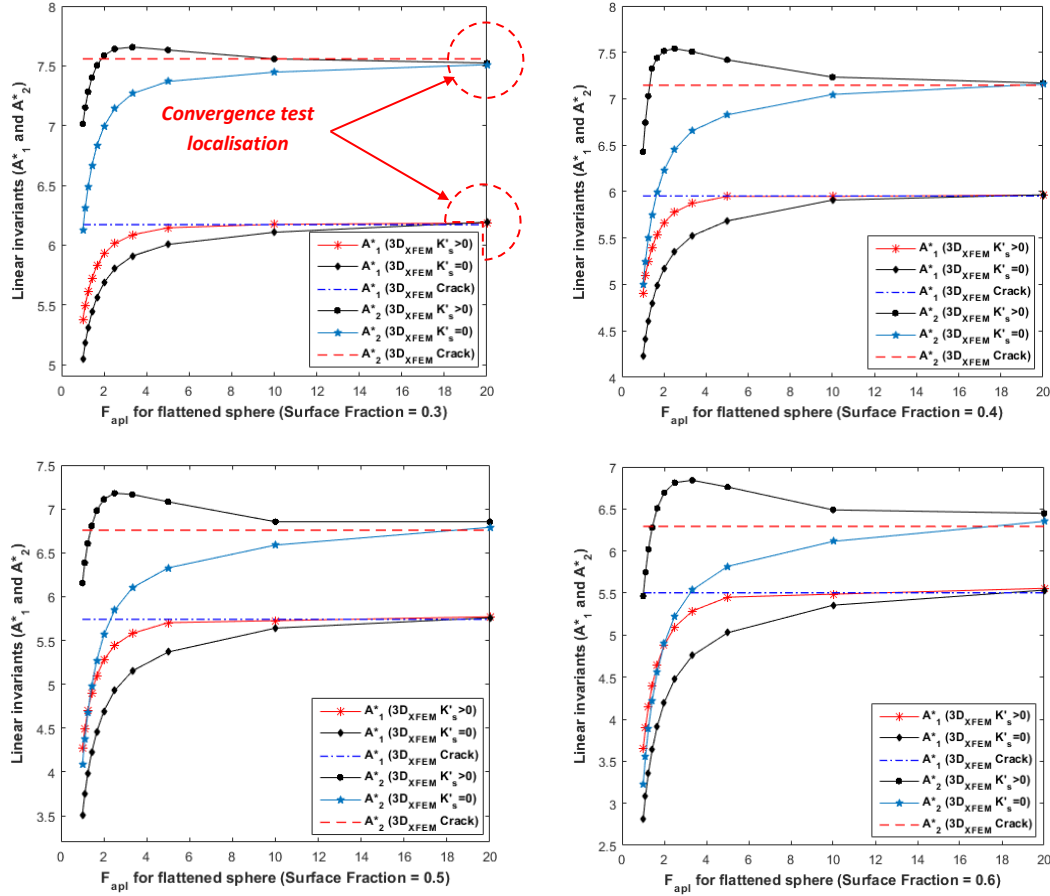 8
7.5
7
6.5
6
5.5
5
Linear invariants (A*1 and A*2)
0 2 4 6 8 10 12 14 16 18 20
Fapl for flattened sphere (Surface Fraction = 0.3)
Convergence test
localisation
A*1 (3DXFEM K's>0)
A*1 (3DXFEM K's=0)
A*1 (3DXFEM Crack)
A*2 (3DXFEM K's>0)
A*2 (3DXFEM K's=0)
A*2 (3DXFEM Crack)
8
7.5
7
6.5
6
5.5
5
4.5
4
Linear invariants (A*1 and A*2)
0 2 4 6 8 10 12 14 16 18 20
Fapl for flattened sphere (Surface Fraction = 0.4)
A*1 (3DXFEM K's>0)
A*1 (3DXFEM K's=0)
A*1 (3DXFEM Crack)
A*2 (3DXFEM K's>0)
A*2 (3DXFEM K's=0)
A*2 (3DXFEM Crack)
7.5
7
6.5
6
5.5
5
4.5
4
3.5
Linear invariants (A*1 and A*2)
0 2 4 6 8 10 12 14 16 18 20
Fapl for flattened sphere (Surface Fraction = 0.5)
A*1 (3DXFEM K's>0)
A*1 (3DXFEM K's=0)
A*1 (3DXFEM Crack)
A*2 (3DXFEM K's>0)
A*2 (3DXFEM K's=0)
A*2 (3DXFEM Crack)
7
6.5
6
5.5
5
4.5
4
3.5
3
2.5
Linear invariants (A*1 and A*2)
0 2 4 6 8 10 12 14 16 18 20
Fapl for flattened sphere (Surface Fraction = 0.6)
A*1 (3DXFEM K's>0)
A*1 (3DXFEM K's=0)
A*1 (3DXFEM Crack)
A*2 (3DXFEM K's>0)
A*2 (3DXFEM K's=0)
A*2 (3DXFEM Crack)